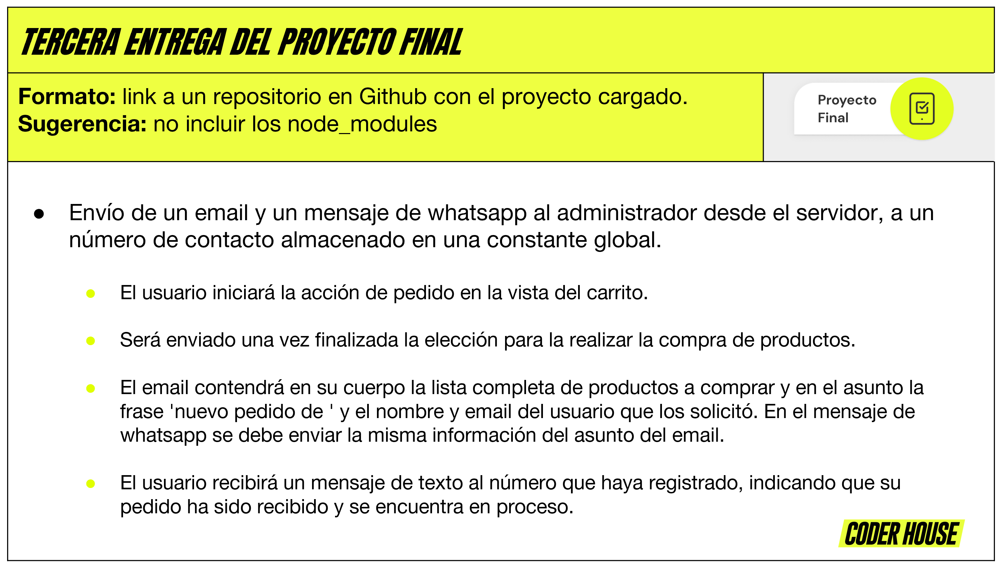 TERCERA ENTREGA DEL PROYECTO FINAL
Formato: link a un repositorio en Github con el proyecto cargado.
Sugerencia: no incluir los node_modules
Proyecto
Final
● Envío de un email y un mensaje de whatsapp al administrador desde el servidor, a un
número de contacto almacenado en una constante global.
● El usuario iniciará la acción de pedido en la vista del carrito.
● Será enviado una vez finalizada la elección para la realizar la compra de productos.
● El email contendrá en su cuerpo la lista completa de productos a comprar y en el asunto la
frase 'nuevo pedido de ' y el nombre y email del usuario que los solicitó. En el mensaje de
whatsapp se debe enviar la misma información del asunto del email.
● El usuario recibirá un mensaje de texto al número que haya registrado, indicando que su
pedido ha sido recibido y se encuentra en proceso.
CODER HOUSE